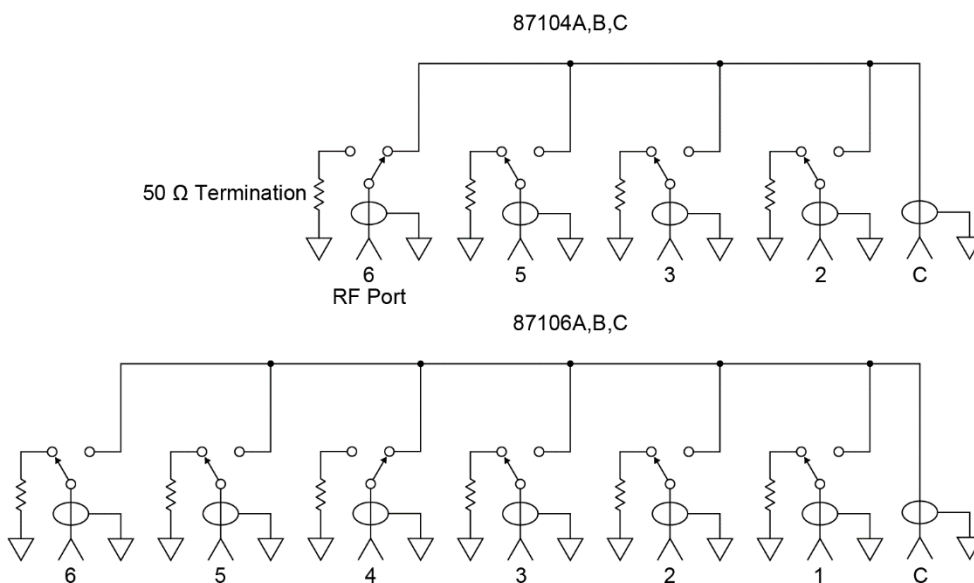 87104A,B,C
50 Ω Termination
6 5 3 2 C
RF Port
87106A,B,C
6 5 4 3 2 1 C